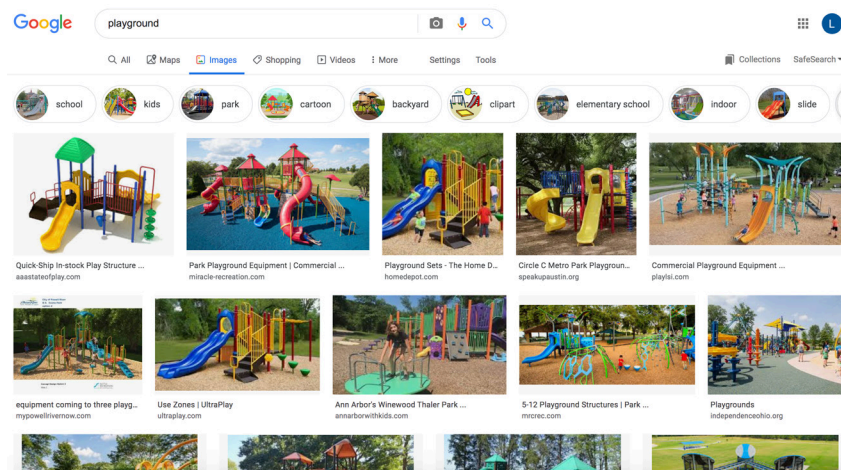 Google
playground
L
All
Maps
Images
Shopping
Videos
More
Settings
Tools
Collections
SafeSearch
school
kids
park
cartoon
backyard
clipart
elementary school
indoor
slide
Quick-Ship In-stock Play Structure ...
aaastateofplay.com
Park Playground Equipment | Commercial ...
miracle-recreation.com
Playground Sets - The Home D...
homedepot.com
Circle C Metro Park Playgroun...
speakupaustin.org
Commercial Playground Equipment ...
playlsi.com
equipment coming to three playg...
mypowellrivernow.com
Use Zones | UltraPlay
ultraplay.com
Ann Arbor's Winewood Thaler Park ...
annarborwithkids.com
5-12 Playground Structures | Park ...
mrcrec.com
Playgrounds
independenceohio.org